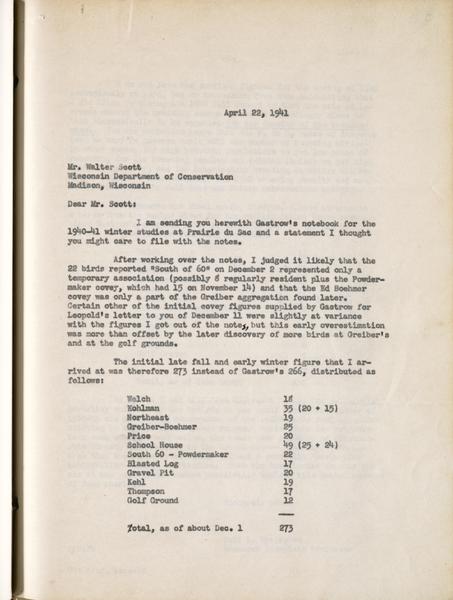 April 22, 1941
Mr. Walter Scott
Wisconsin Department of Conservation
Madison, Wisconsin
Dear Mr. Scott:
I am sending you herewith Gastrow's notebook for the
1940-41 winter studies at Prairie du Sac and a statement I thought
you might care to file with the notes.
After working over the notes, I judged it likely that the
22 birds reported "South of 60" on December 2 represented only a
temporary association (possibly 8 regularly resident plus the Powder-
maker covey, which had 15 on November 14) and that the Ed Boehmer
covey was only a part of the Greiber aggregation found later.
Certain other of the initial covey figures supplied by Gastrow for
Leopold's letter to you of December 11 were slightly at variance
with the figures I got out of the notes, but this early overestimation
was more than offset by the later discovery of more birds at Greiber's
and at the golf grounds.
The initial late fall and early winter figure that I ar-
rived at was therefore 273 instead of Gastrow's 266, distributed as
follows:
Welch 18
Kohlman 35 (20 + 15)
Northeast 19
Greiber-Boehmer 25
Price 20
School House 49 (25 + 24)
South 60 - Powdermaker 22
Blasted Log 17
Gravel Pit 20
Kehl 19
Thompson 17
Golf Ground 12
Total, as of about Dec. 1 273